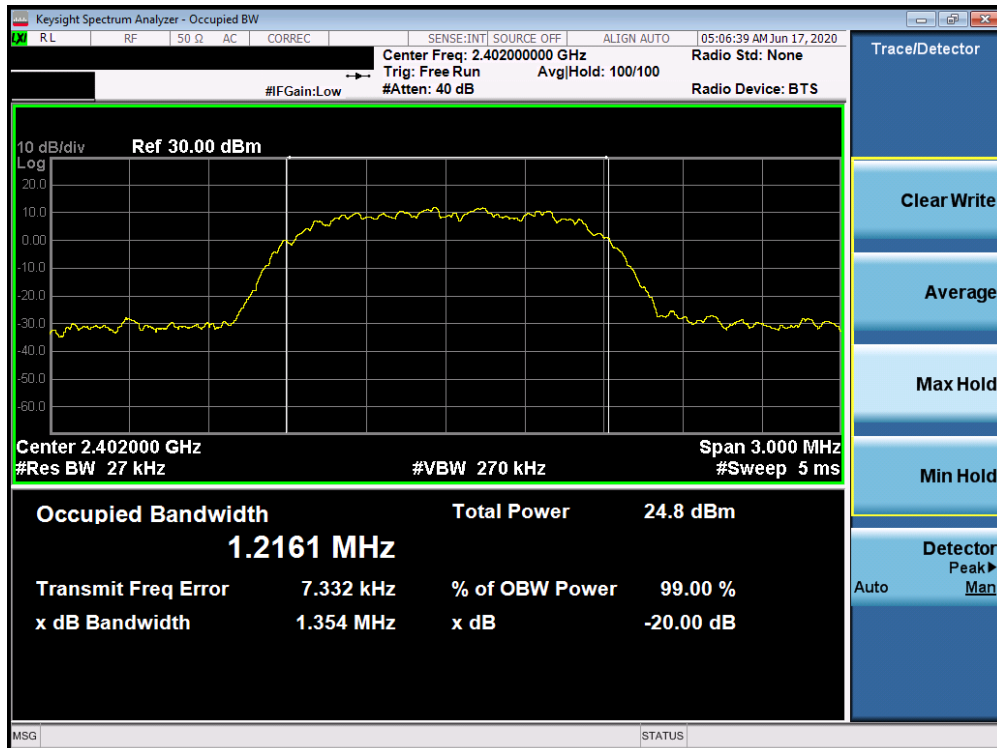 Keysight Spectrum Analyzer - Occupied BW
LXI RL RF 50 Ω AC CORREC SENSE:INT SOURCE OFF ALIGN AUTO 05:06:39 AM Jun 17, 2020
Center Freq: 2.402000000 GHz Radio Std: None
Trig: Free Run Avg|Hold: 100/100
#IFGain:Low #Atten: 40 dB Radio Device: BTS
10 dB/div Ref 30.00 dBm
Log
20.0
10.0
0.00
-10.0
-20.0
-30.0
-40.0
-50.0
-60.0
Center 2.402000 GHz Span 3.000 MHz
#Res BW 27 kHz #VBW 270 kHz #Sweep 5 ms
Occupied Bandwidth Total Power 24.8 dBm
1.2161 MHz
Transmit Freq Error 7.332 kHz % of OBW Power 99.00 %
x dB Bandwidth 1.354 MHz x dB -20.00 dB
MSG STATUS
Trace/Detector
Clear Write
Average
Max Hold
Min Hold
Detector
Peak▶
Auto Man